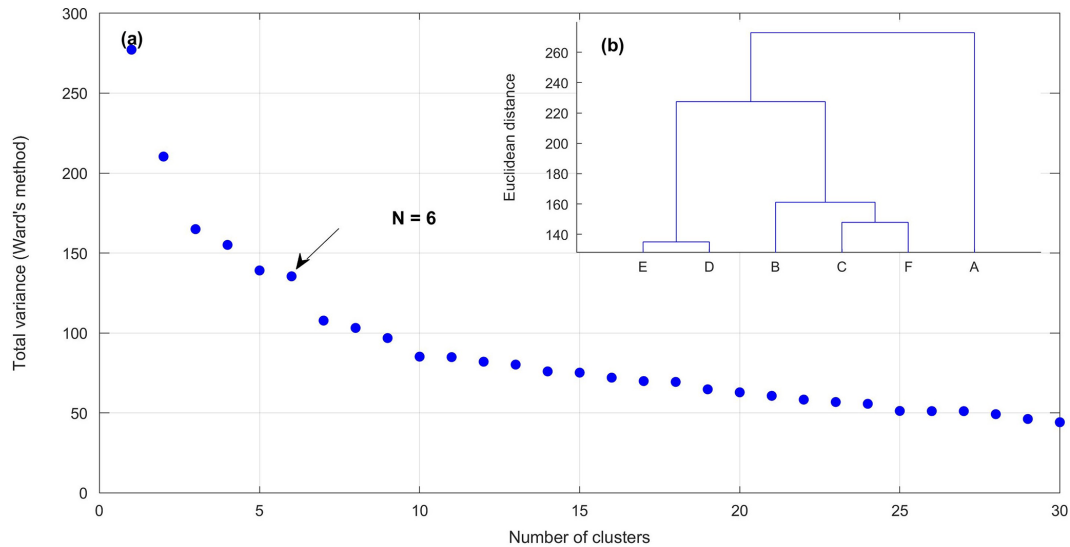 (a)
300
250
200
150
100
50
0
Total variance (Ward's method)
N = 6
0 5 10 15 20 25 30
Number of clusters
(b)
260
240
220
200
180
160
140
Euclidean distance
E D B C F A